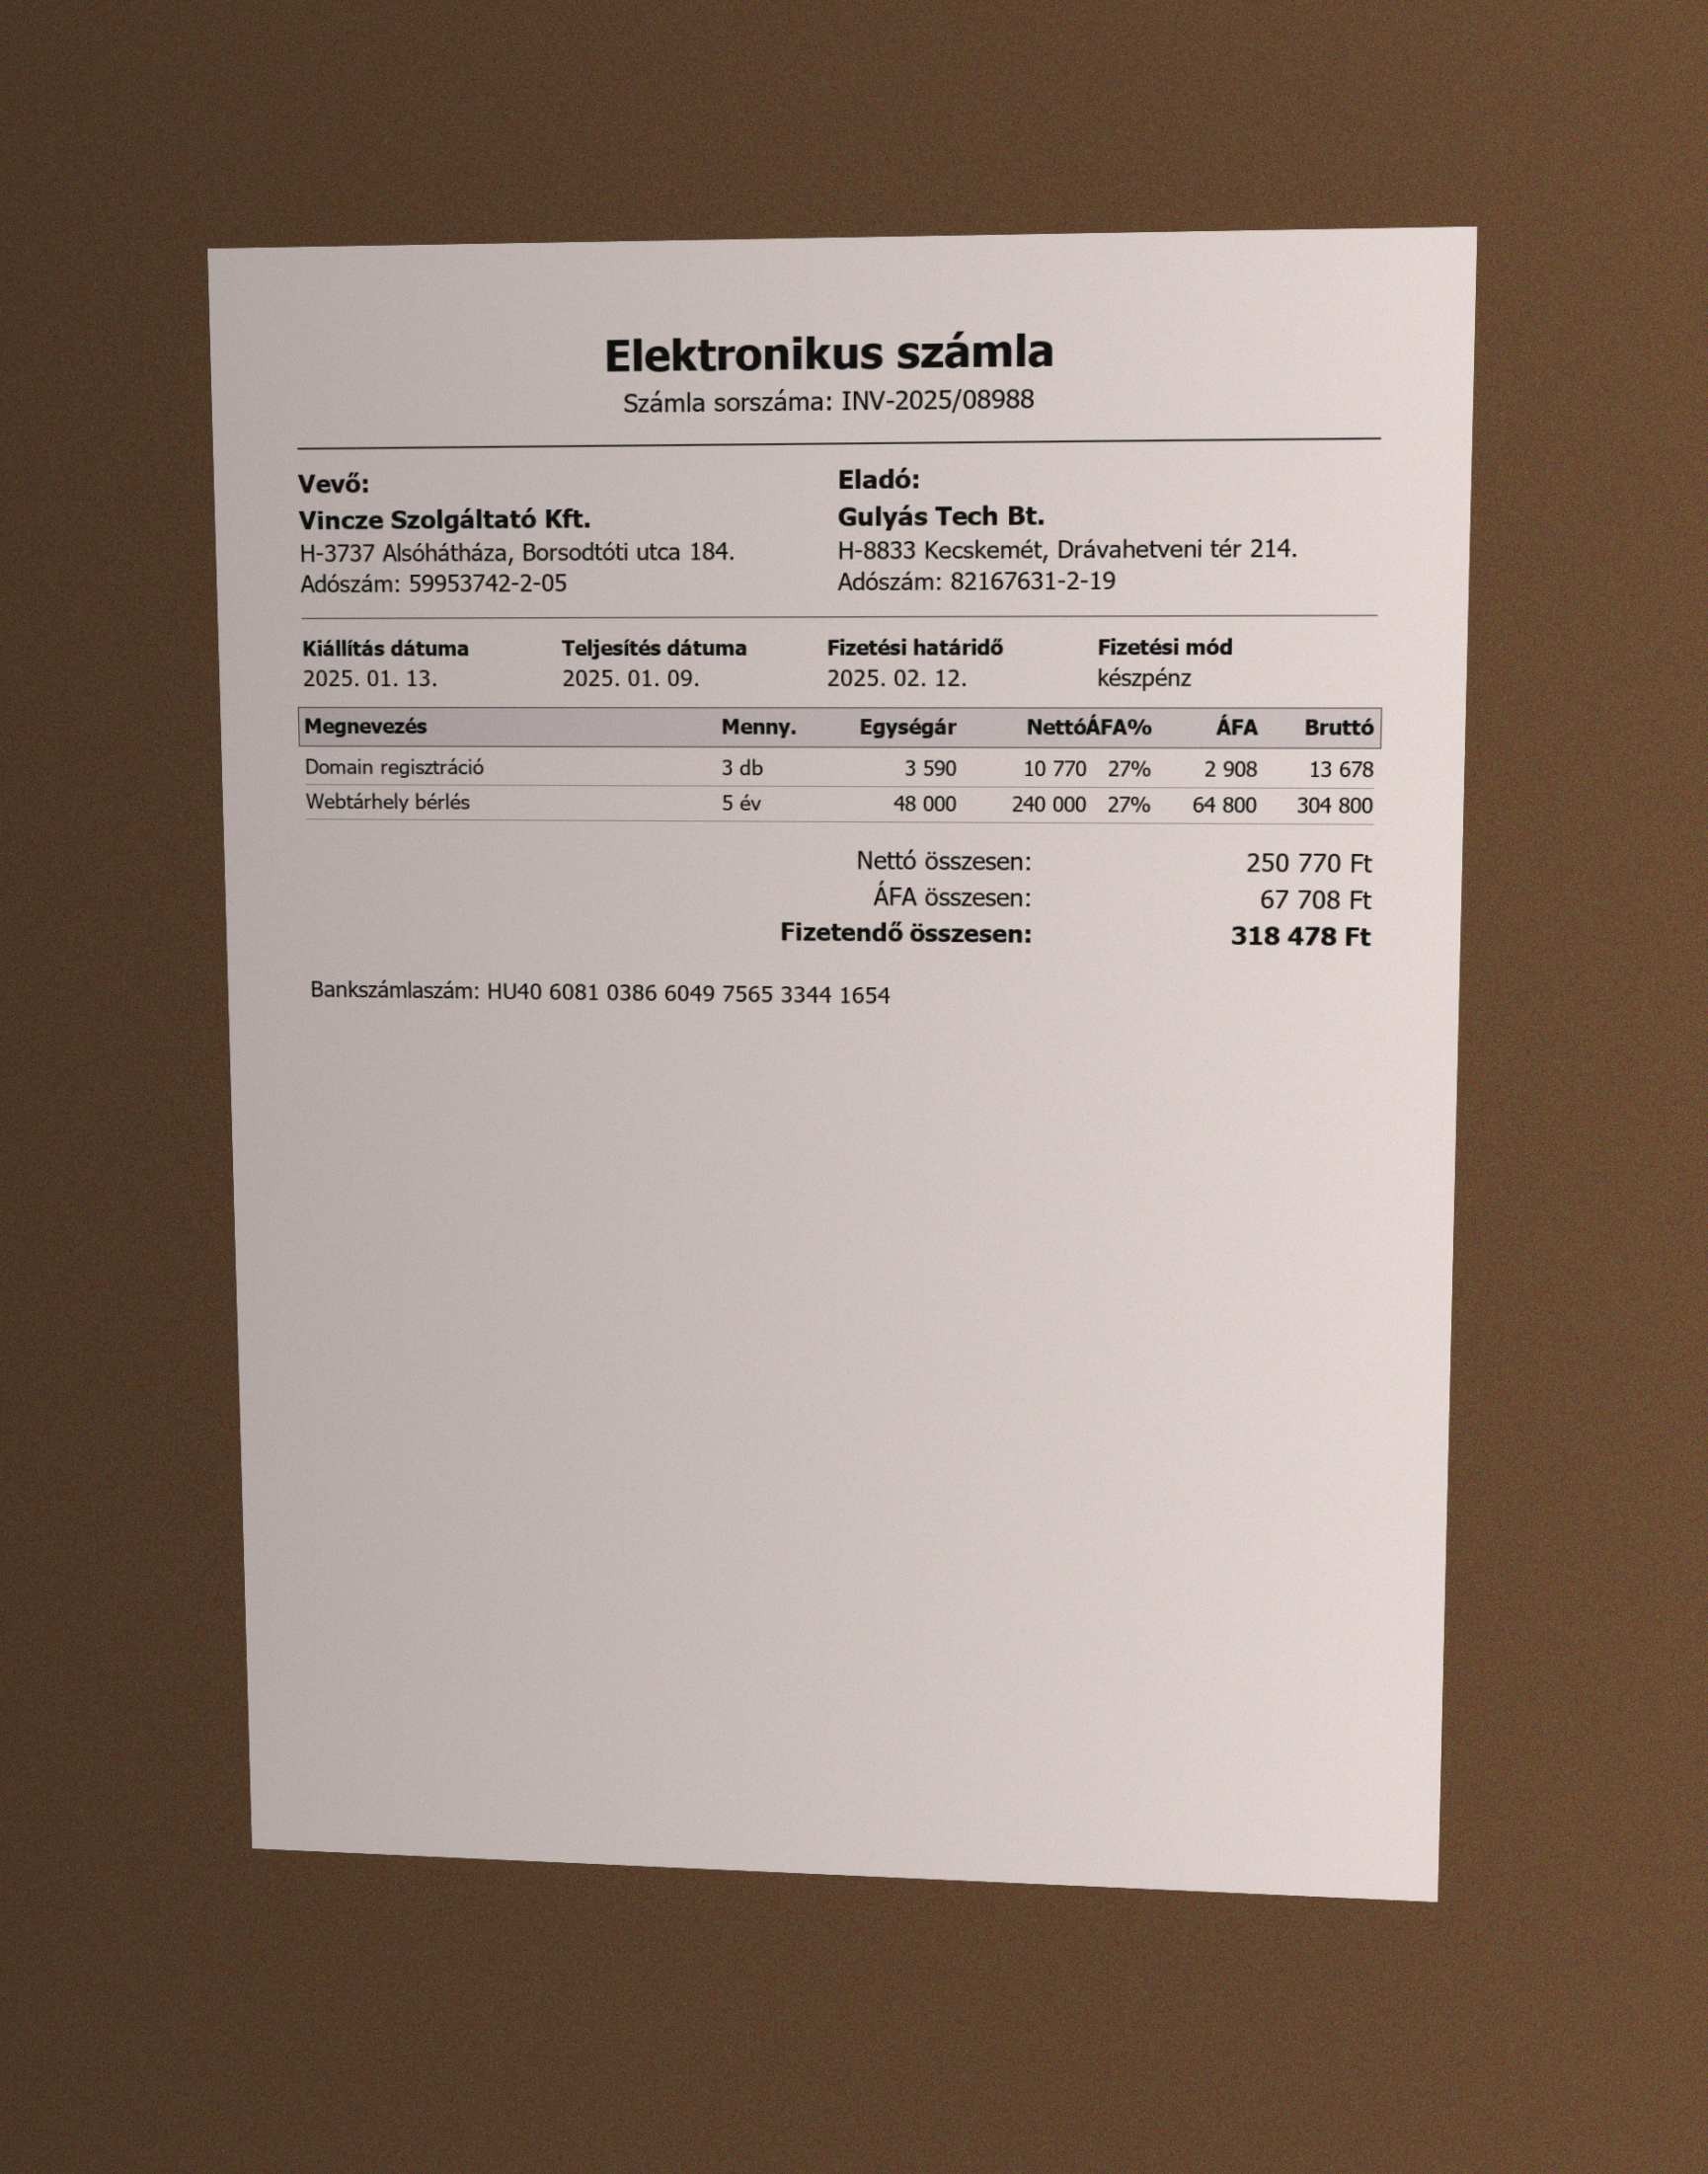 Elektronikus számla
Számla sorszáma: INV-2025/08988
Vevő:
Vincze Szolgáltató Kft.
H-3737 Alsóhátháza, Borsodtóti utca 184.
Adószám: 59953742-2-05
Eladó:
Gulyás Tech Bt.
H-8833 Kecskemét, Drávahetveni tér 214.
Adószám: 82167631-2-19
Kiállítás dátuma Teljesítés dátuma Fizetési határidő Fizetési mód
2025. 01. 13. 2025. 01. 09. 2025. 02. 12. készpénz
Megnevezés Menny. Egységár Nettó ÁFA% ÁFA Bruttó
Domain regisztráció 3 db 3 590 10 770 27% 2 908 13 678
Webtárhely bérlés 5 év 48 000 240 000 27% 64 800 304 800
Nettó összesen: 250 770 Ft
ÁFA összesen: 67 708 Ft
Fizetendő összesen: 318 478 Ft
Bankszámlaszám: HU40 6081 0386 6049 7565 3344 1654